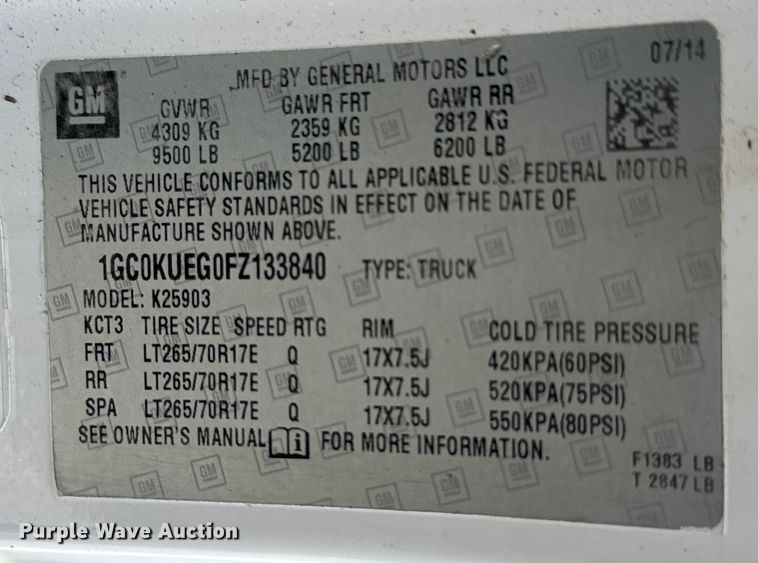 GM
MFD BY GENERAL MOTORS LLC 07/14
GVWR GAWR FRT GAWR RR
4309 KG 2359 KG 2812 KG
9500 LB 5200 LB 6200 LB
THIS VEHICLE CONFORMS TO ALL APPLICABLE U.S. FEDERAL MOTOR
VEHICLE SAFETY STANDARDS IN EFFECT ON THE DATE OF
MANUFACTURE SHOWN ABOVE.
1GC0KUEG0FZ133840 TYPE: TRUCK
MODEL: K25903
KCT3 TIRE SIZE SPEED RTG RIM COLD TIRE PRESSURE
FRT LT265/70R17E Q 17X7.5J 420KPA(60PSI)
RR LT265/70R17E Q 17X7.5J 520KPA(75PSI)
SPA LT265/70R17E Q 17X7.5J 550KPA(80PSI)
SEE OWNER'S MANUAL i FOR MORE INFORMATION.
F1383 LB
T 2847 LB
Purple Wave Auction